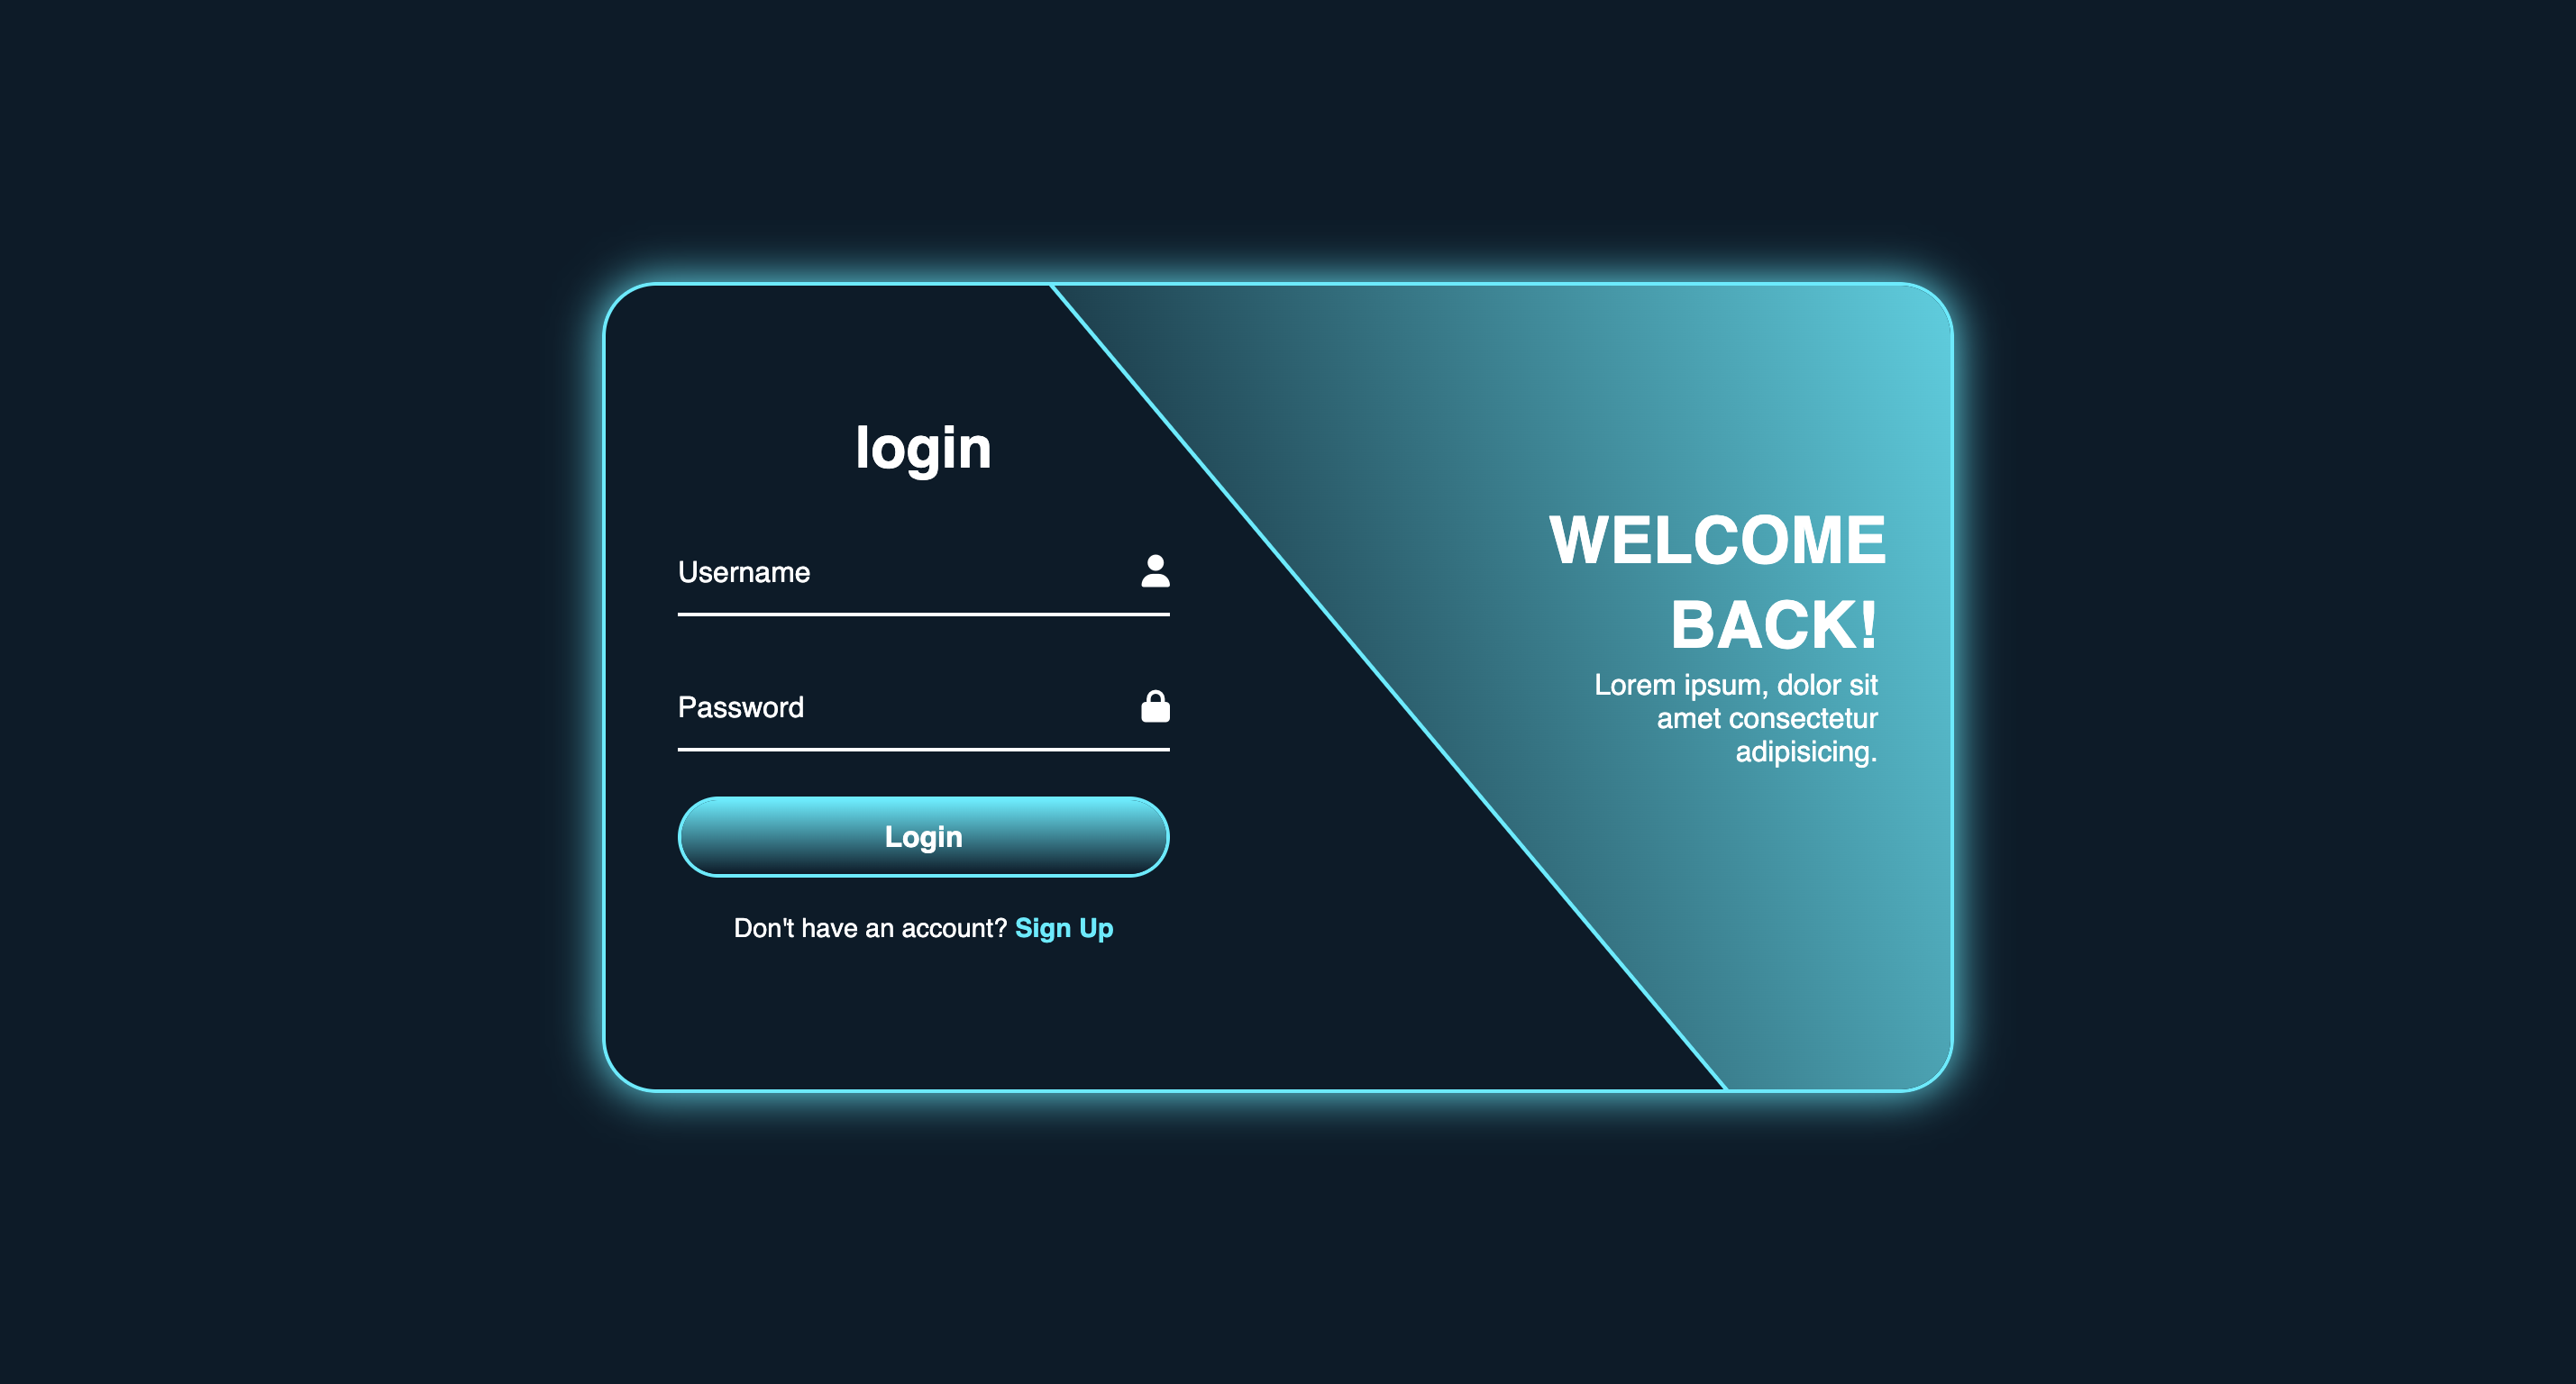 login
Username
Password
Login
Don't have an account? Sign Up
WELCOME
BACK!
Lorem ipsum, dolor sit
amet consectetur
adipisicing.